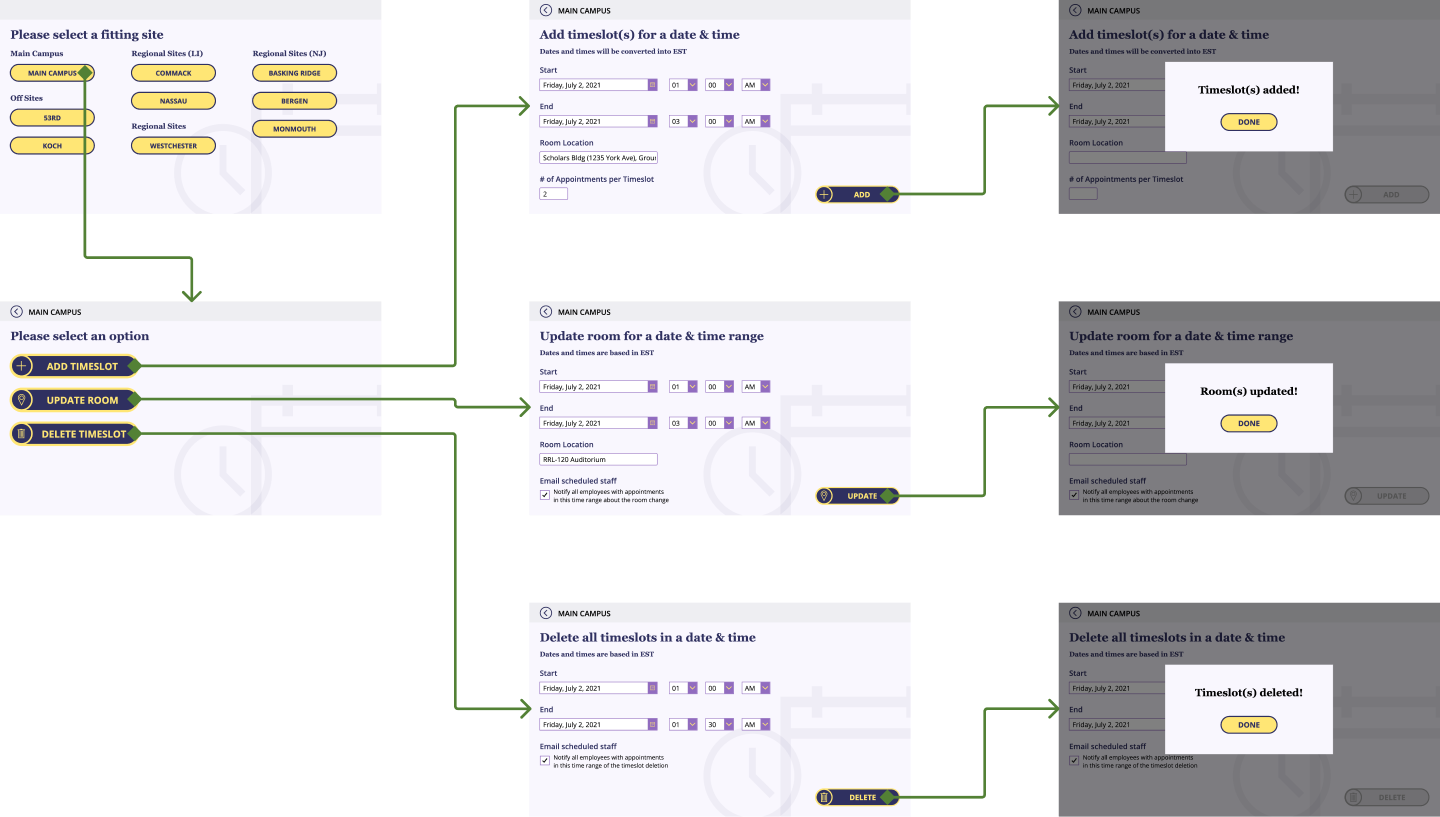 Please select a fitting site
Main Campus
MAIN CAMPUS
Off Sites
53RD
KOCH
Regional Sites (LI)
COMMACK
NASSAU
Regional Sites
WESTCHESTER
Regional Sites (NJ)
BASKING RIDGE
BERGEN
MONMOUTH
MAIN CAMPUS
Add timeslot(s) for a date & time
Dates and times will be converted into EST
Start
Friday, July 2, 2021 01 00 AM
End
Friday, July 2, 2021 03 00 AM
Room Location
Scholars Bldg (1235 York Ave), Grou
# of Appointments per Timeslot
2
ADD
MAIN CAMPUS
Add timeslot(s) for a date & time
Dates and times will be converted into EST
Start
Friday, July 2, 2021
End
Friday, July 2, 2021
Room Location
# of Appointments per Timeslot
ADD
Timeslot(s) added!
DONE
MAIN CAMPUS
Please select an option
ADD TIMESLOT
UPDATE ROOM
DELETE TIMESLOT
MAIN CAMPUS
Update room for a date & time range
Dates and times are based in EST
Start
Friday, July 2, 2021 01 00 AM
End
Friday, July 2, 2021 03 00 AM
Room Location
RRL-120 Auditorium
Email scheduled staff
Notify all employees with appointments
in this time range about the room change
UPDATE
MAIN CAMPUS
Update room for a date & time range
Dates and times are based in EST
Start
Friday, July 2, 2021
End
Friday, July 2, 2021
Room Location
Email scheduled staff
Notify all employees with appointments
in this time range about the room change
UPDATE
Room(s) updated!
DONE
MAIN CAMPUS
Delete all timeslots in a date & time
Dates and times are based in EST
Start
Friday, July 2, 2021 01 00 AM
End
Friday, July 2, 2021 01 30 AM
Email scheduled staff
Notify all employees with appointments
in this time range of the timeslot deletion
DELETE
MAIN CAMPUS
Delete all timeslots in a date & time
Dates and times are based in EST
Start
Friday, July 2, 2021
End
Friday, July 2, 2021
Email scheduled staff
Notify all employees with appointments
in this time range of the timeslot deletion
DELETE
Timeslot(s) deleted!
DONE